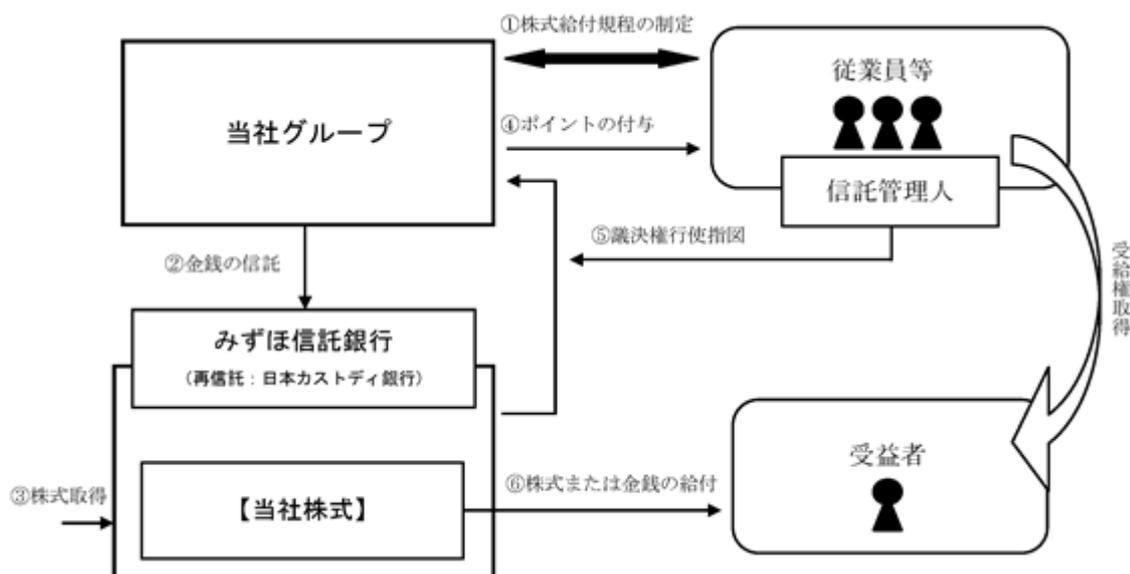 ①株式給付規程の制定
当社グループ
従業員等
④ポイントの付与
信託管理人
⑤議決権行使指図
②金銭の信託
受給権取得
みずほ信託銀行
（再信託：日本カストディ銀行）
受益者
③株式取得
【当社株式】
⑥株式または金銭の給付